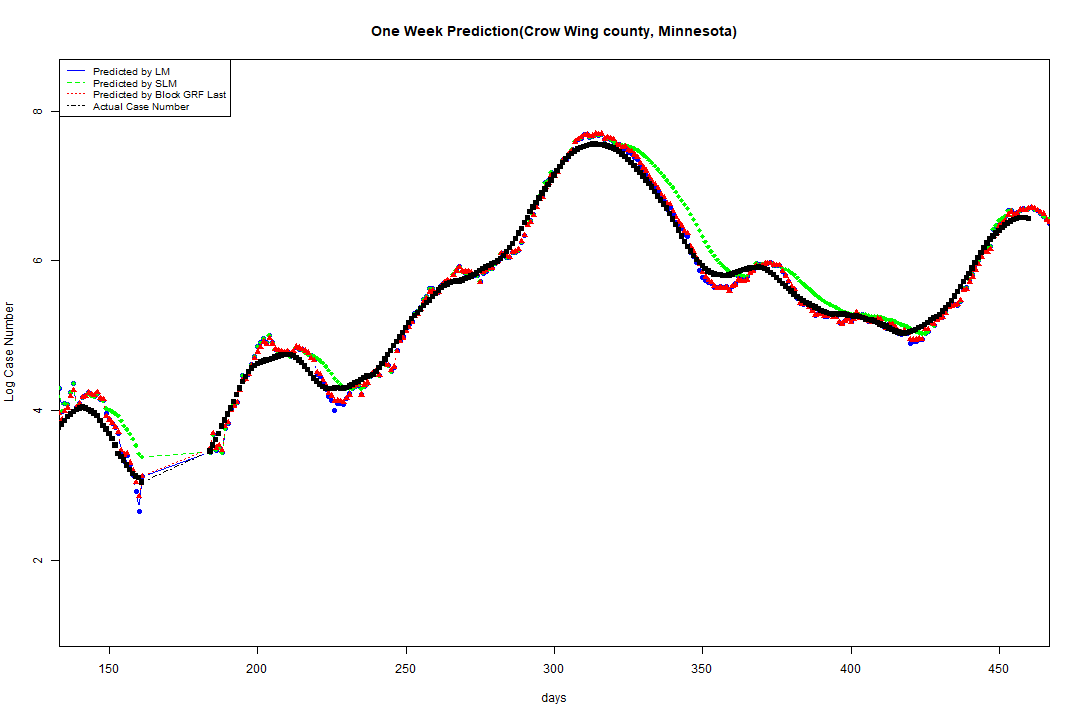 One Week Prediction(Crow Wing county, Minnesota)
Predicted by LM
Predicted by SLM
Predicted by Block GRF Last
Actual Case Number
8
6
4
2
Log Case Number
150 200 250 300 350 400 450
days